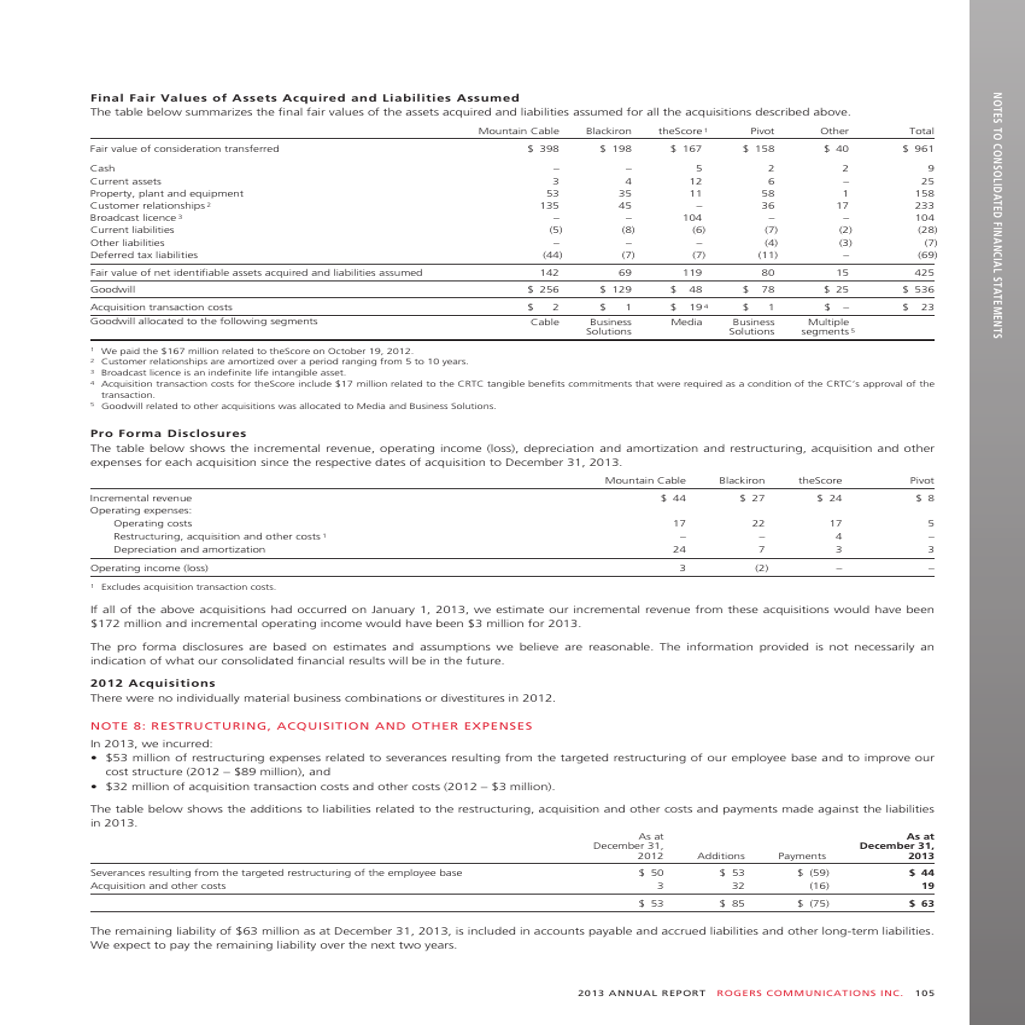 Final Fair Values of Assets Acquired and Liabilities Assumed
The table below summarizes the final fair values of the assets acquired and liabilities assumed for all the acquisitions described above.
Mountain Cable Blackiron theScore 1 Pivot Other Total
Fair value of consideration transferred $ 398 $ 198 $ 167 $ 158 $ 40 $ 961
Cash – – 5 2 2 9
Current assets 3 4 12 6 – 25
Property, plant and equipment 53 35 11 58 1 158
Customer relationships 2 135 45 – 36 17 233
Broadcast licence 3 – – 104 – – 104
Current liabilities (5) (8) (6) (7) (2) (28)
Other liabilities – – – (4) (3) (7)
Deferred tax liabilities (44) (7) (7) (11) – (69)
Fair value of net identifiable assets acquired and liabilities assumed 142 69 119 80 15 425
Goodwill $ 256 $ 129 $ 48 $ 78 $ 25 $ 536
Acquisition transaction costs $ 2 $ 1 $ 19 4 $ 1 $ – $ 23
Goodwill allocated to the following segments Cable Business Media Business Multiple
Solutions Solutions segments 5
1 We paid the $167 million related to theScore on October 19, 2012.
2 Customer relationships are amortized over a period ranging from 5 to 10 years.
3 Broadcast licence is an indefinite life intangible asset.
4 Acquisition transaction costs for theScore include $17 million related to the CRTC tangible benefits commitments that were required as a condition of the CRTC's approval of the
transaction.
5 Goodwill related to other acquisitions was allocated to Media and Business Solutions.
Pro Forma Disclosures
The table below shows the incremental revenue, operating income (loss), depreciation and amortization and restructuring, acquisition and other
expenses for each acquisition since the respective dates of acquisition to December 31, 2013.
Mountain Cable Blackiron theScore Pivot
Incremental revenue $ 44 $ 27 $ 24 $ 8
Operating expenses:
Operating costs 17 22 17 5
Restructuring, acquisition and other costs 1 – – 4 –
Depreciation and amortization 24 7 3 3
Operating income (loss) 3 (2) – –
1 Excludes acquisition transaction costs.
If all of the above acquisitions had occurred on January 1, 2013, we estimate our incremental revenue from these acquisitions would have been
$172 million and incremental operating income would have been $3 million for 2013.
The pro forma disclosures are based on estimates and assumptions we believe are reasonable. The information provided is not necessarily an
indication of what our consolidated financial results will be in the future.
2012 Acquisitions
There were no individually material business combinations or divestitures in 2012.
NOTE 8: RESTRUCTURING, ACQUISITION AND OTHER EXPENSES
In 2013, we incurred:
• $53 million of restructuring expenses related to severances resulting from the targeted restructuring of our employee base and to improve our
cost structure (2012 – $89 million), and
• $32 million of acquisition transaction costs and other costs (2012 – $3 million).
The table below shows the additions to liabilities related to the restructuring, acquisition and other costs and payments made against the liabilities
in 2013.
As at As at
December 31, December 31,
2012 Additions Payments 2013
Severances resulting from the targeted restructuring of the employee base $ 50 $ 53 $ (59) $ 44
Acquisition and other costs 3 32 (16) 19
$ 53 $ 85 $ (75) $ 63
The remaining liability of $63 million as at December 31, 2013, is included in accounts payable and accrued liabilities and other long-term liabilities.
We expect to pay the remaining liability over the next two years.
2013 ANNUAL REPORT ROGERS COMMUNICATIONS INC. 105
NOTES TO CONSOLIDATED FINANCIAL STATEMENTS